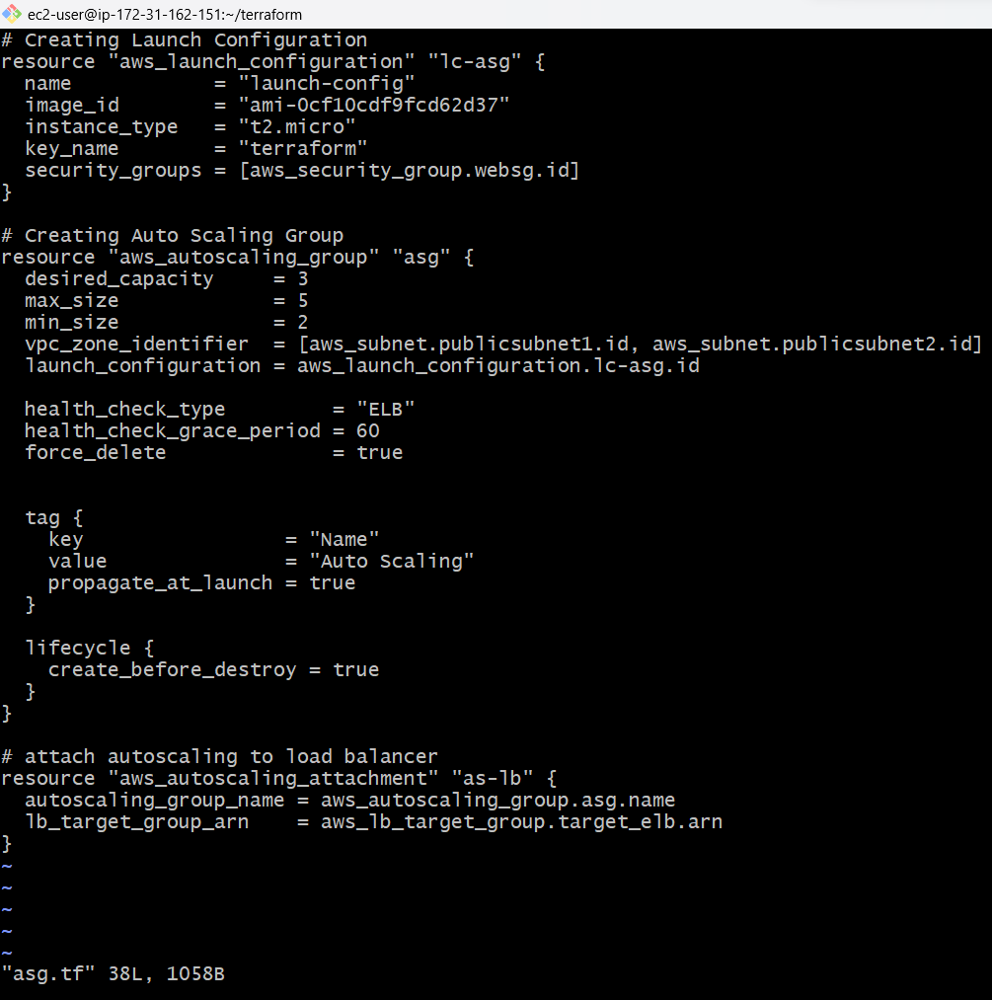 ec2-user@ip-172-31-162-151:~/terraform
# Creating Launch Configuration
resource "aws_launch_configuration" "lc-asg" {
  name            = "launch-config"
  image_id        = "ami-0cf10cdf9fcd62d37"
  instance_type   = "t2.micro"
  key_name        = "terraform"
  security_groups = [aws_security_group.websg.id]
}

# Creating Auto Scaling Group
resource "aws_autoscaling_group" "asg" {
  desired_capacity     = 3
  max_size             = 5
  min_size             = 2
  vpc_zone_identifier  = [aws_subnet.publicsubnet1.id, aws_subnet.publicsubnet2.id]
  launch_configuration = aws_launch_configuration.lc-asg.id

  health_check_type         = "ELB"
  health_check_grace_period = 60
  force_delete              = true


  tag {
    key                 = "Name"
    value               = "Auto Scaling"
    propagate_at_launch = true
  }

  lifecycle {
    create_before_destroy = true
  }
}

# attach autoscaling to load balancer
resource "aws_autoscaling_attachment" "as-lb" {
  autoscaling_group_name = aws_autoscaling_group.asg.name
  lb_target_group_arn    = aws_lb_target_group.target_elb.arn
}
~
~
~
~
~
"asg.tf" 38L, 1058B